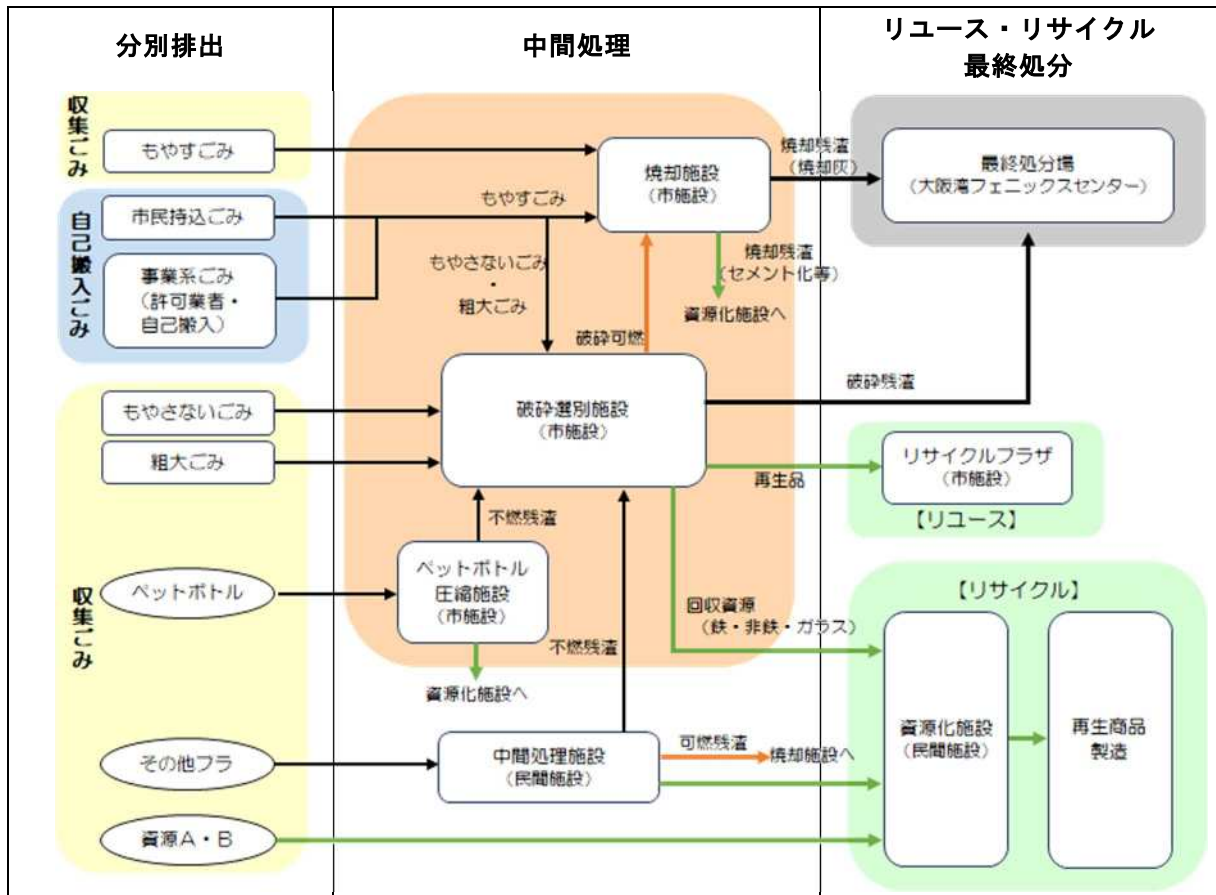 分別排出
中間処理
リユース・リサイクル
最終処分
収集ごみ
もやすごみ
焼却施設
(市施設)
焼却残渣
(焼却灰)
最終処分場
(大阪湾フェニックスセンター)
自己搬入ごみ
市民持込ごみ
もやすごみ
事業系ごみ
(許可業者・
自己搬入)
もやさないごみ
・
粗大ごみ
焼却残渣
(セメント化等)
資源化施設へ
破砕可燃
もやさないごみ
粗大ごみ
破砕選別施設
(市施設)
破砕残渣
再生品
リサイクルプラザ
(市施設)
【リユース】
不燃残渣
収集ごみ
ペットボトル
ペットボトル
圧縮施設
(市施設)
資源化施設へ
不燃残渣
回収資源
(鉄・非鉄・ガラス)
【リサイクル】
資源化施設
(民間施設)
再生商品
製造
その他プラ
中間処理施設
(民間施設)
可燃残渣
焼却施設へ
資源A・B